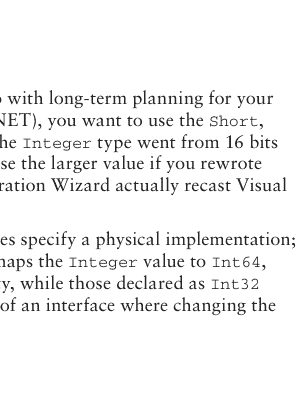 with long-term planning for your
NET), you want to use the Short,
he Integer type went from 16 bits
se the larger value if you rewrote
ration Wizard actually recast Visual
es specify a physical implementation;
maps the Integer value to Int64,
y, while those declared as Int32
of an interface where changing the